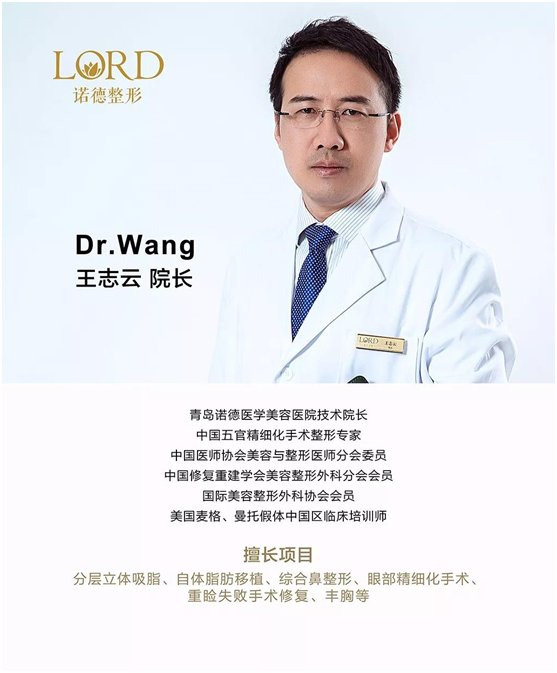 LORD
诺德整形
Dr.Wang
王志云 院长
LORD
王志云
青岛诺德医学美容医院技术院长
中国五官精细化手术整形专家
中国医师协会美容与整形医师分会委员
中国修复重建学会美容整形外科分会会员
国际美容整形外科协会会员
美国麦格、曼托假体中国区临床培训师
擅长项目
分层立体吸脂、自体脂肪移植、综合鼻整形、眼部精细化手术、
重睑失败手术修复、丰胸等